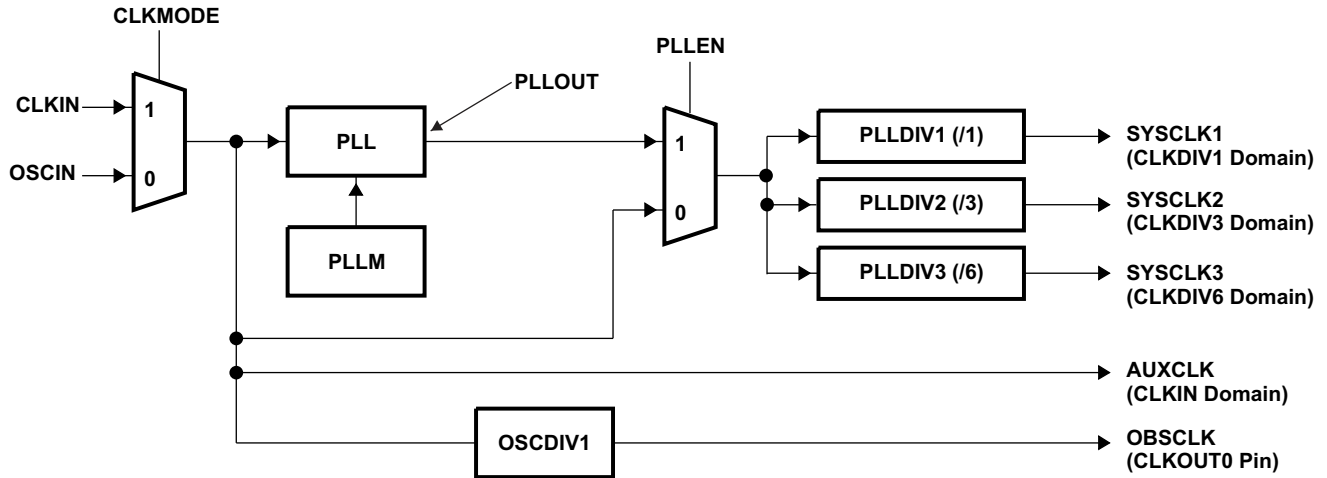 CLKMODE
CLKIN
1
OSCIN
0
PLL
PLLM
PLLOUT
PLLEN
1
0
PLLDIV1 (/1)
PLLDIV2 (/3)
PLLDIV3 (/6)
SYSCLK1
(CLKDIV1 Domain)
SYSCLK2
(CLKDIV3 Domain)
SYSCLK3
(CLKDIV6 Domain)
AUXCLK
(CLKIN Domain)
OSCDIV1
OBSCLK
(CLKOUT0 Pin)